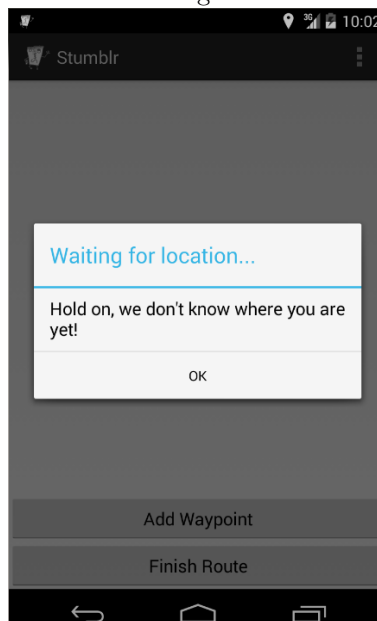 3G 10:02
Stumblr
Waiting for location...
Hold on, we don't know where you are
yet!
OK
Add Waypoint
Finish Route